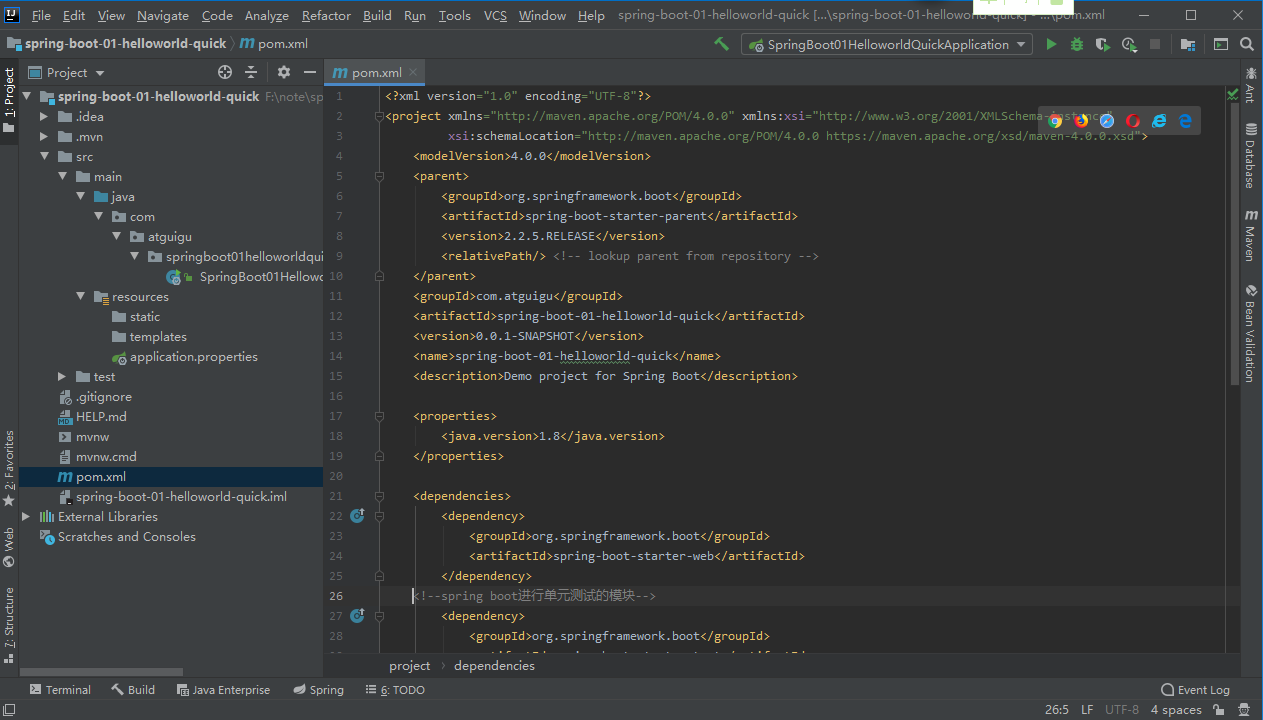 File Edit View Navigate Code Analyze Refactor Build Run Tools VCS Window Help spring-boot-01-helloworld-quick [...\spring-boot-01-helloworld-quick] - ...\pom.xml
spring-boot-01-helloworld-quick pom.xml
SpringBoot01HelloworldQuickApplication
1: Project
2: Favorites
Web
7: Structure
Project
spring-boot-01-helloworld-quick F:\note\sp
.idea
.mvn
src
main
java
com
atguigu
springboot01helloworldqui
SpringBoot01Hellow
resources
static
templates
application.properties
test
.gitignore
HELP.md
mvnw
mvnw.cmd
pom.xml
spring-boot-01-helloworld-quick.iml
External Libraries
Scratches and Consoles
pom.xml
1 <?xml version="1.0" encoding="UTF-8"?>
2 <project xmlns="http://maven.apache.org/POM/4.0.0" xmlns:xsi="http://www.w3.org/2001/XMLSchema-instance"
3 xsi:schemaLocation="http://maven.apache.org/POM/4.0.0 https://maven.apache.org/xsd/maven-4.0.0.xsd">
4 <modelVersion>4.0.0</modelVersion>
5 <parent>
6 <groupId>org.springframework.boot</groupId>
7 <artifactId>spring-boot-starter-parent</artifactId>
8 <version>2.2.5.RELEASE</version>
9 <relativePath/> <!-- lookup parent from repository -->
10 </parent>
11 <groupId>com.atguigu</groupId>
12 <artifactId>spring-boot-01-helloworld-quick</artifactId>
13 <version>0.0.1-SNAPSHOT</version>
14 <name>spring-boot-01-helloworld-quick</name>
15 <description>Demo project for Spring Boot</description>
16
17 <properties>
18 <java.version>1.8</java.version>
19 </properties>
20
21 <dependencies>
22 <dependency>
23 <groupId>org.springframework.boot</groupId>
24 <artifactId>spring-boot-starter-web</artifactId>
25 </dependency>
26 <!--spring boot进行单元测试的模块-->
27 <dependency>
28 <groupId>org.springframework.boot</groupId>
project dependencies
Ant
Database
Maven
Bean Validation
Terminal Build Java Enterprise Spring 6: TODO Event Log
26:5 LF UTF-8 4 spaces